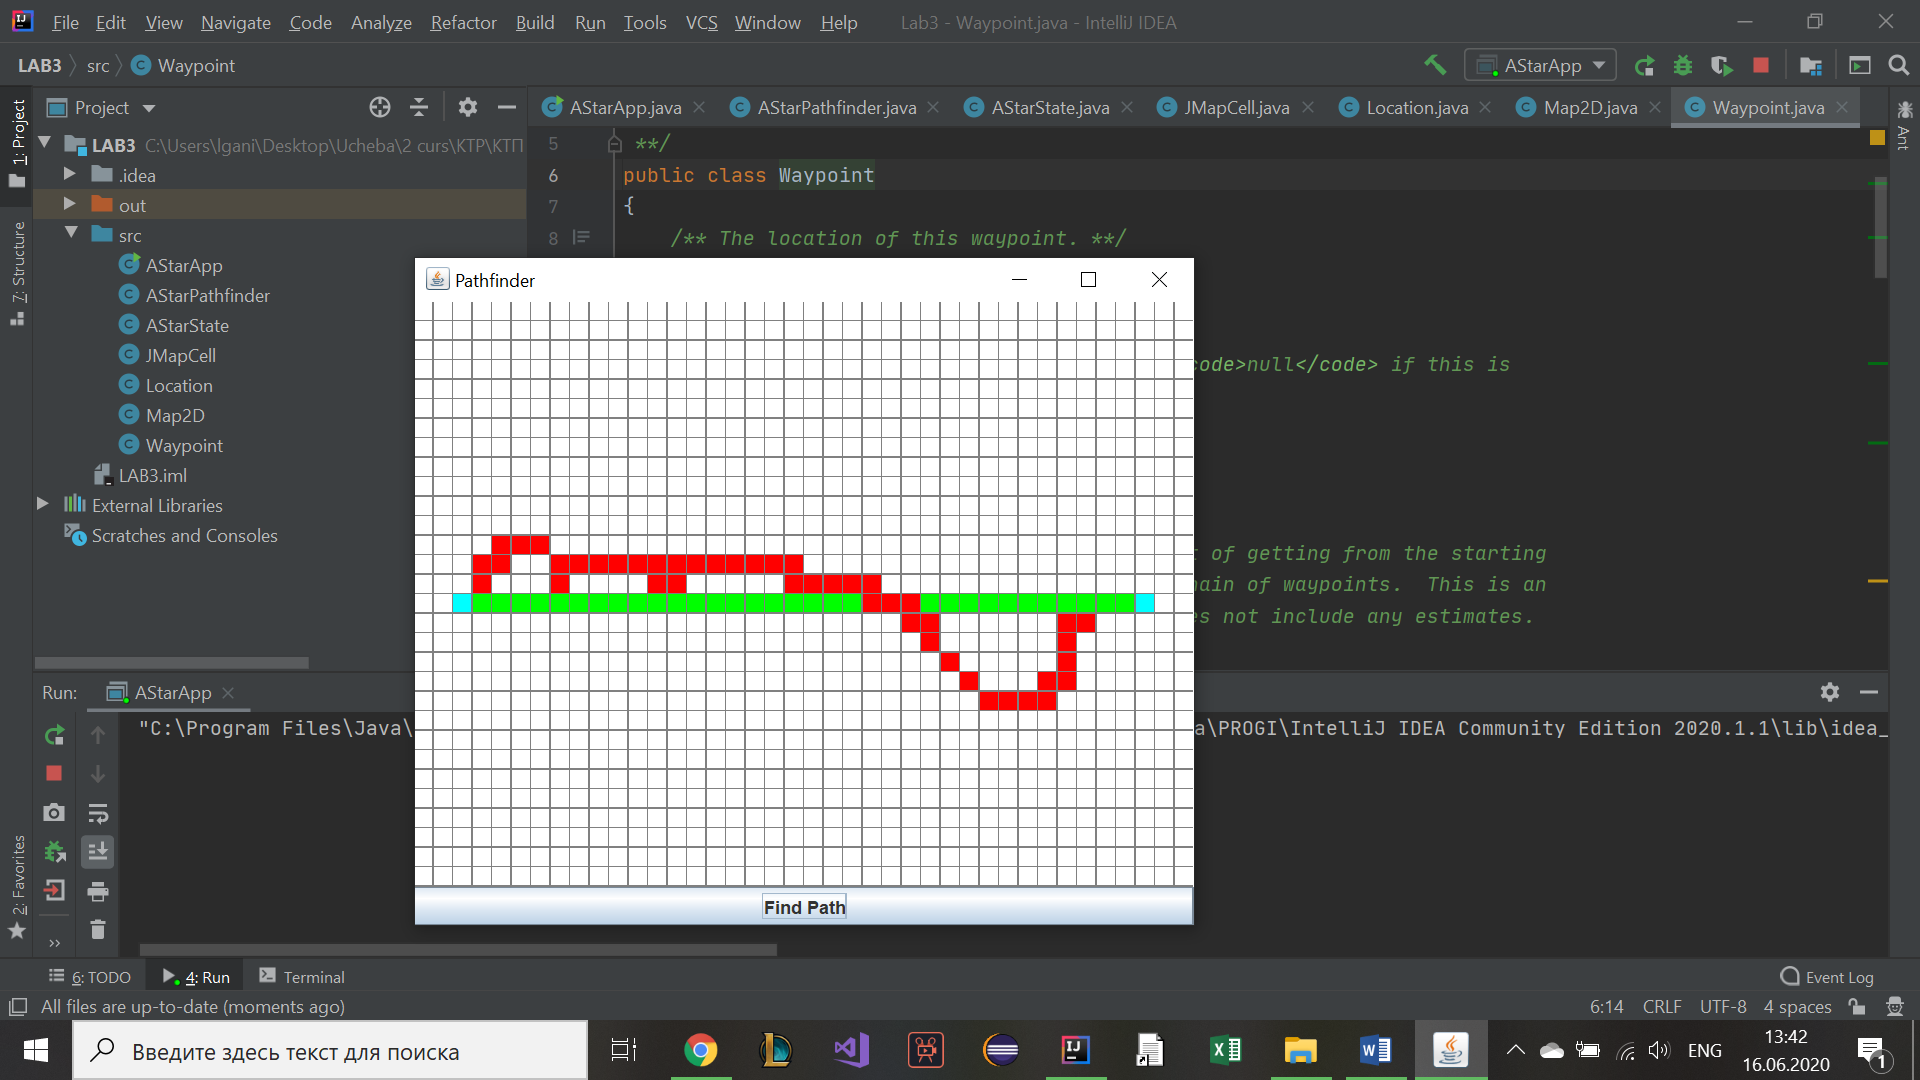 File Edit View Navigate Code Analyze Refactor Build Run Tools VCS Window Help Lab3 - Waypoint.java - IntelliJ IDEA
LAB3 src Waypoint AStarApp
Project AStarApp.java AStarPathfinder.java AStarState.java JMapCell.java Location.java Map2D.java Waypoint.java
1: Project
7: Structure
2: Favorites
Ant
LAB3 C:\Users\lgani\Desktop\Ucheba\2 curs\KTP\КТП
.idea
out
src
AStarApp
AStarPathfinder
AStarState
JMapCell
Location
Map2D
Waypoint
LAB3.iml
External Libraries
Scratches and Consoles
5 **/
6 public class Waypoint
7 {
8 /** The location of this waypoint. **/
code>null</code> if this is
t of getting from the starting
ain of waypoints. This is an
s not include any estimates.
Pathfinder
Find Path
Run: AStarApp
"C:\Program Files\Java\
a\PROGI\IntelliJ IDEA Community Edition 2020.1.1\lib\idea_
6: TODO 4: Run Terminal Event Log
All files are up-to-date (moments ago) 6:14 CRLF UTF-8 4 spaces
Введите здесь текст для поиска
ENG
13:42
16.06.2020
1